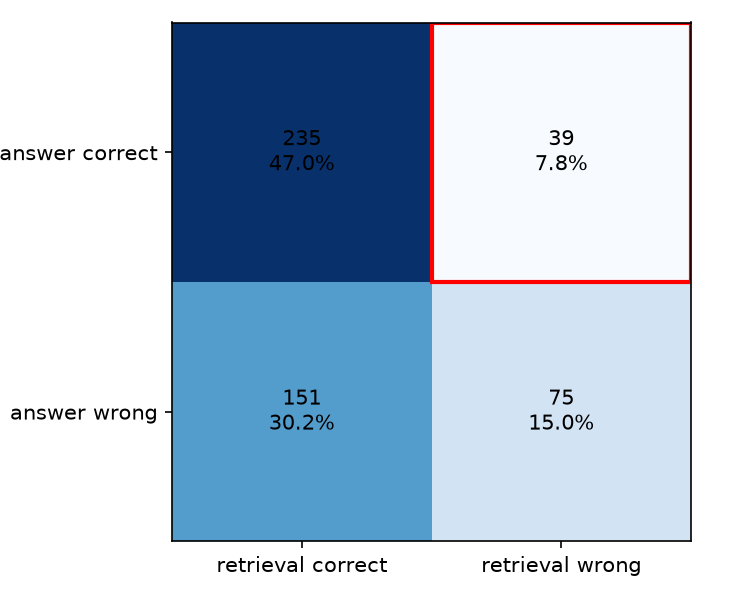 answer correct
235
47.0%
39
7.8%
answer wrong
151
30.2%
75
15.0%
retrieval correct
retrieval wrong